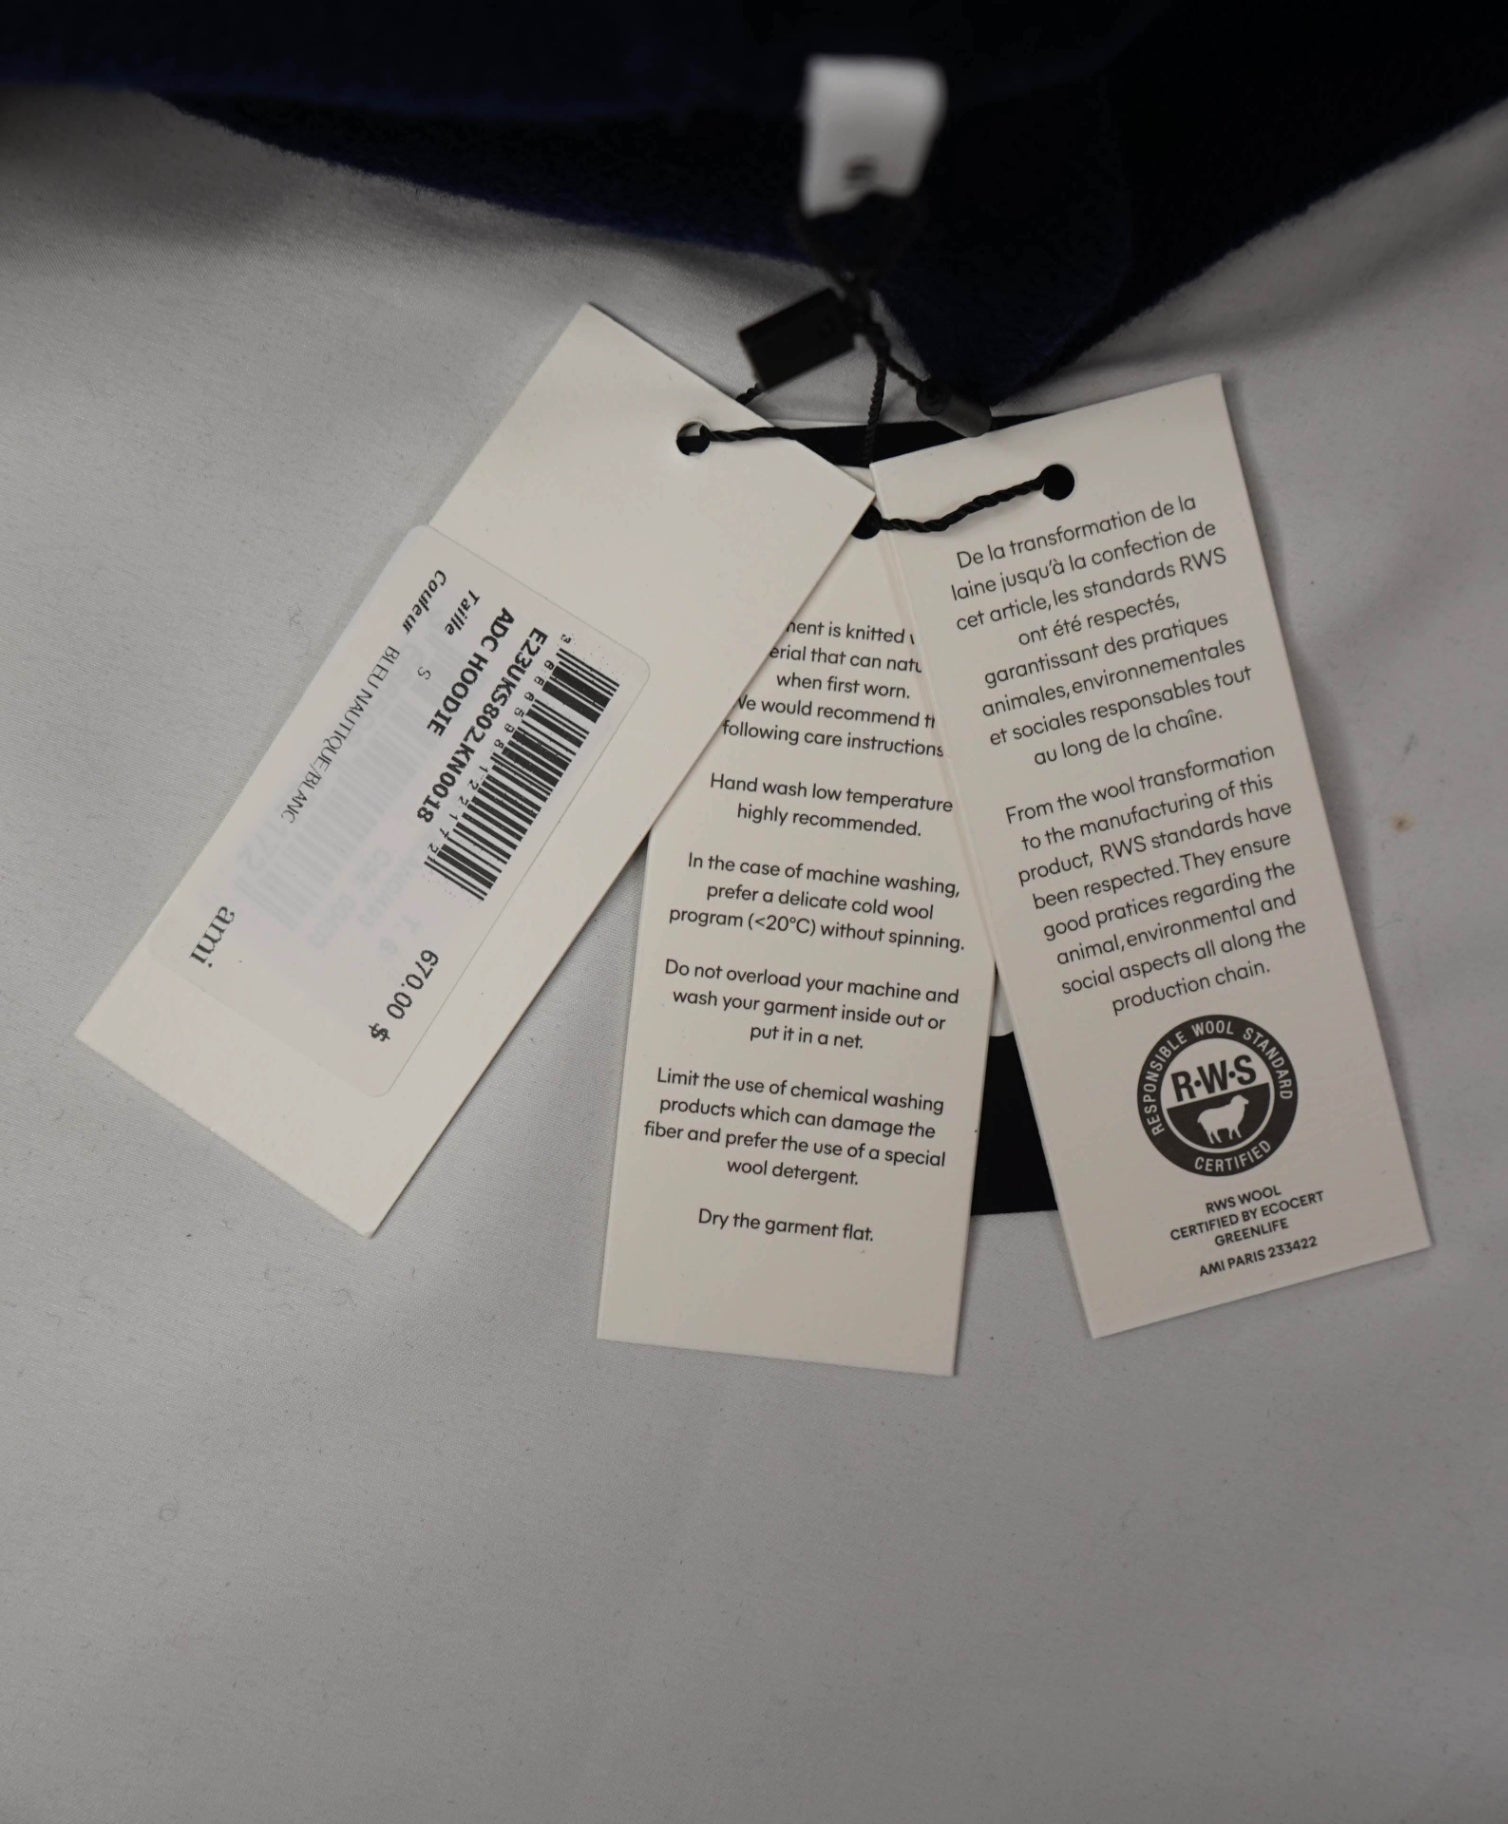 E23UKS802.KN0018
ADC HOODIE
Taille S
Couleur BLEU NAUTIQUE/BLANC
670.00 $
ami
is knitted
that can
when first worn.
would recommend
following care instructions
Hand wash low temperature
highly recommended.
In the case of machine washing,
prefer a delicate cold wool
program (<20°C) without spinning.
Do not overload your machine and
wash your garment inside out or
put it in a net.
Limit the use of chemical washing
products which can damage the
fiber and prefer the use of a special
wool detergent.
Dry the garment flat.
De la transformation de la
laine jusqu'à la confection de
cet article, les standards RWS
ont été respectés,
garantissant des pratiques
animales, environnementales
et sociales responsables tout
au long de la chaîne.
From the wool transformation
to the manufacturing of this
product, RWS standards have
been respected. They ensure
good pratices regarding the
animal, environmental and
social aspects all along the
production chain.
RESPONSIBLE WOOL STANDARD
R·W·S
CERTIFIED
RWS WOOL
CERTIFIED BY ECOCERT
GREENLIFE
AMI PARIS 233422